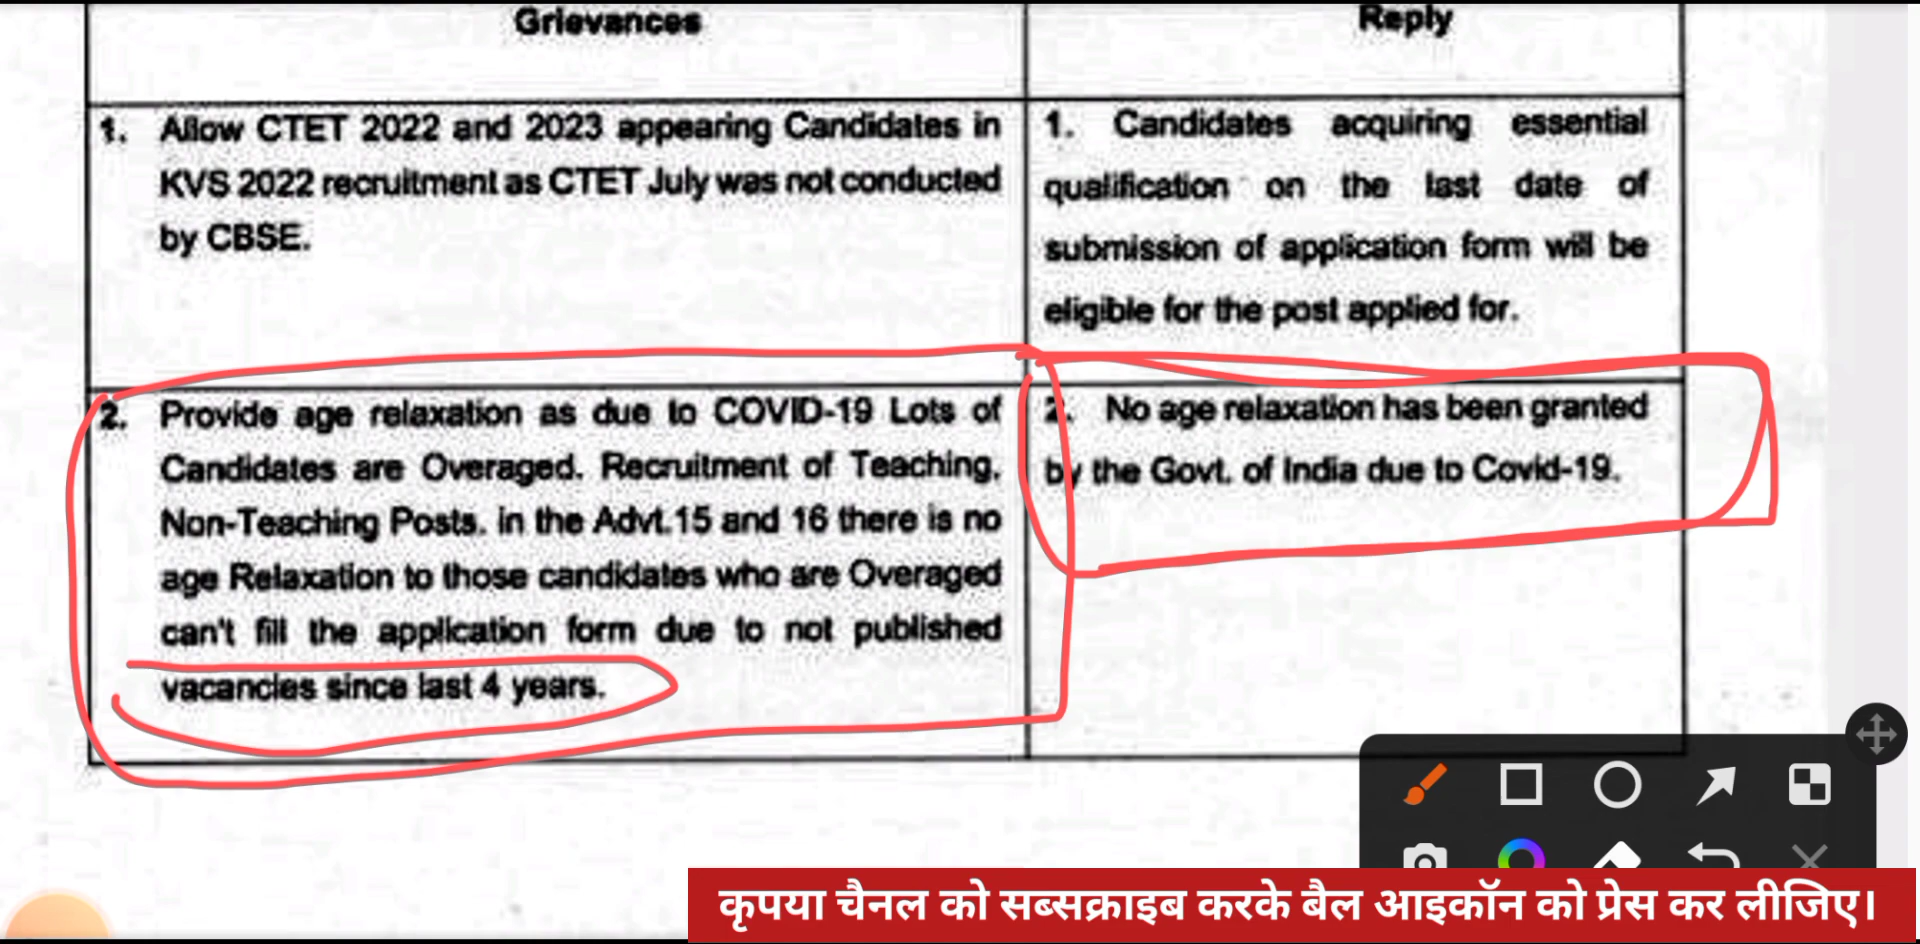 Grievances
Reply
1. Allow CTET 2022 and 2023 appearing Candidates in
KVS 2022 recruitment as CTET July was not conducted
by CBSE.
1. Candidates acquiring essential
qualification on the last date of
submission of application form will be
eligible for the post applied for.
2. Provide age relaxation as due to COVID-19 Lots of
Candidates are Overaged. Recruitment of Teaching,
Non-Teaching Posts. in the Advt.15 and 16 there is no
age Relaxation to those candidates who are Overaged
can't fill the application form due to not published
vacancies since last 4 years.
2. No age relaxation has been granted
by the Govt. of India due to Covid-19.
कृपया चैनल को सब्सक्राइब करके बैल आइकॉन को प्रेस कर लीजिए।